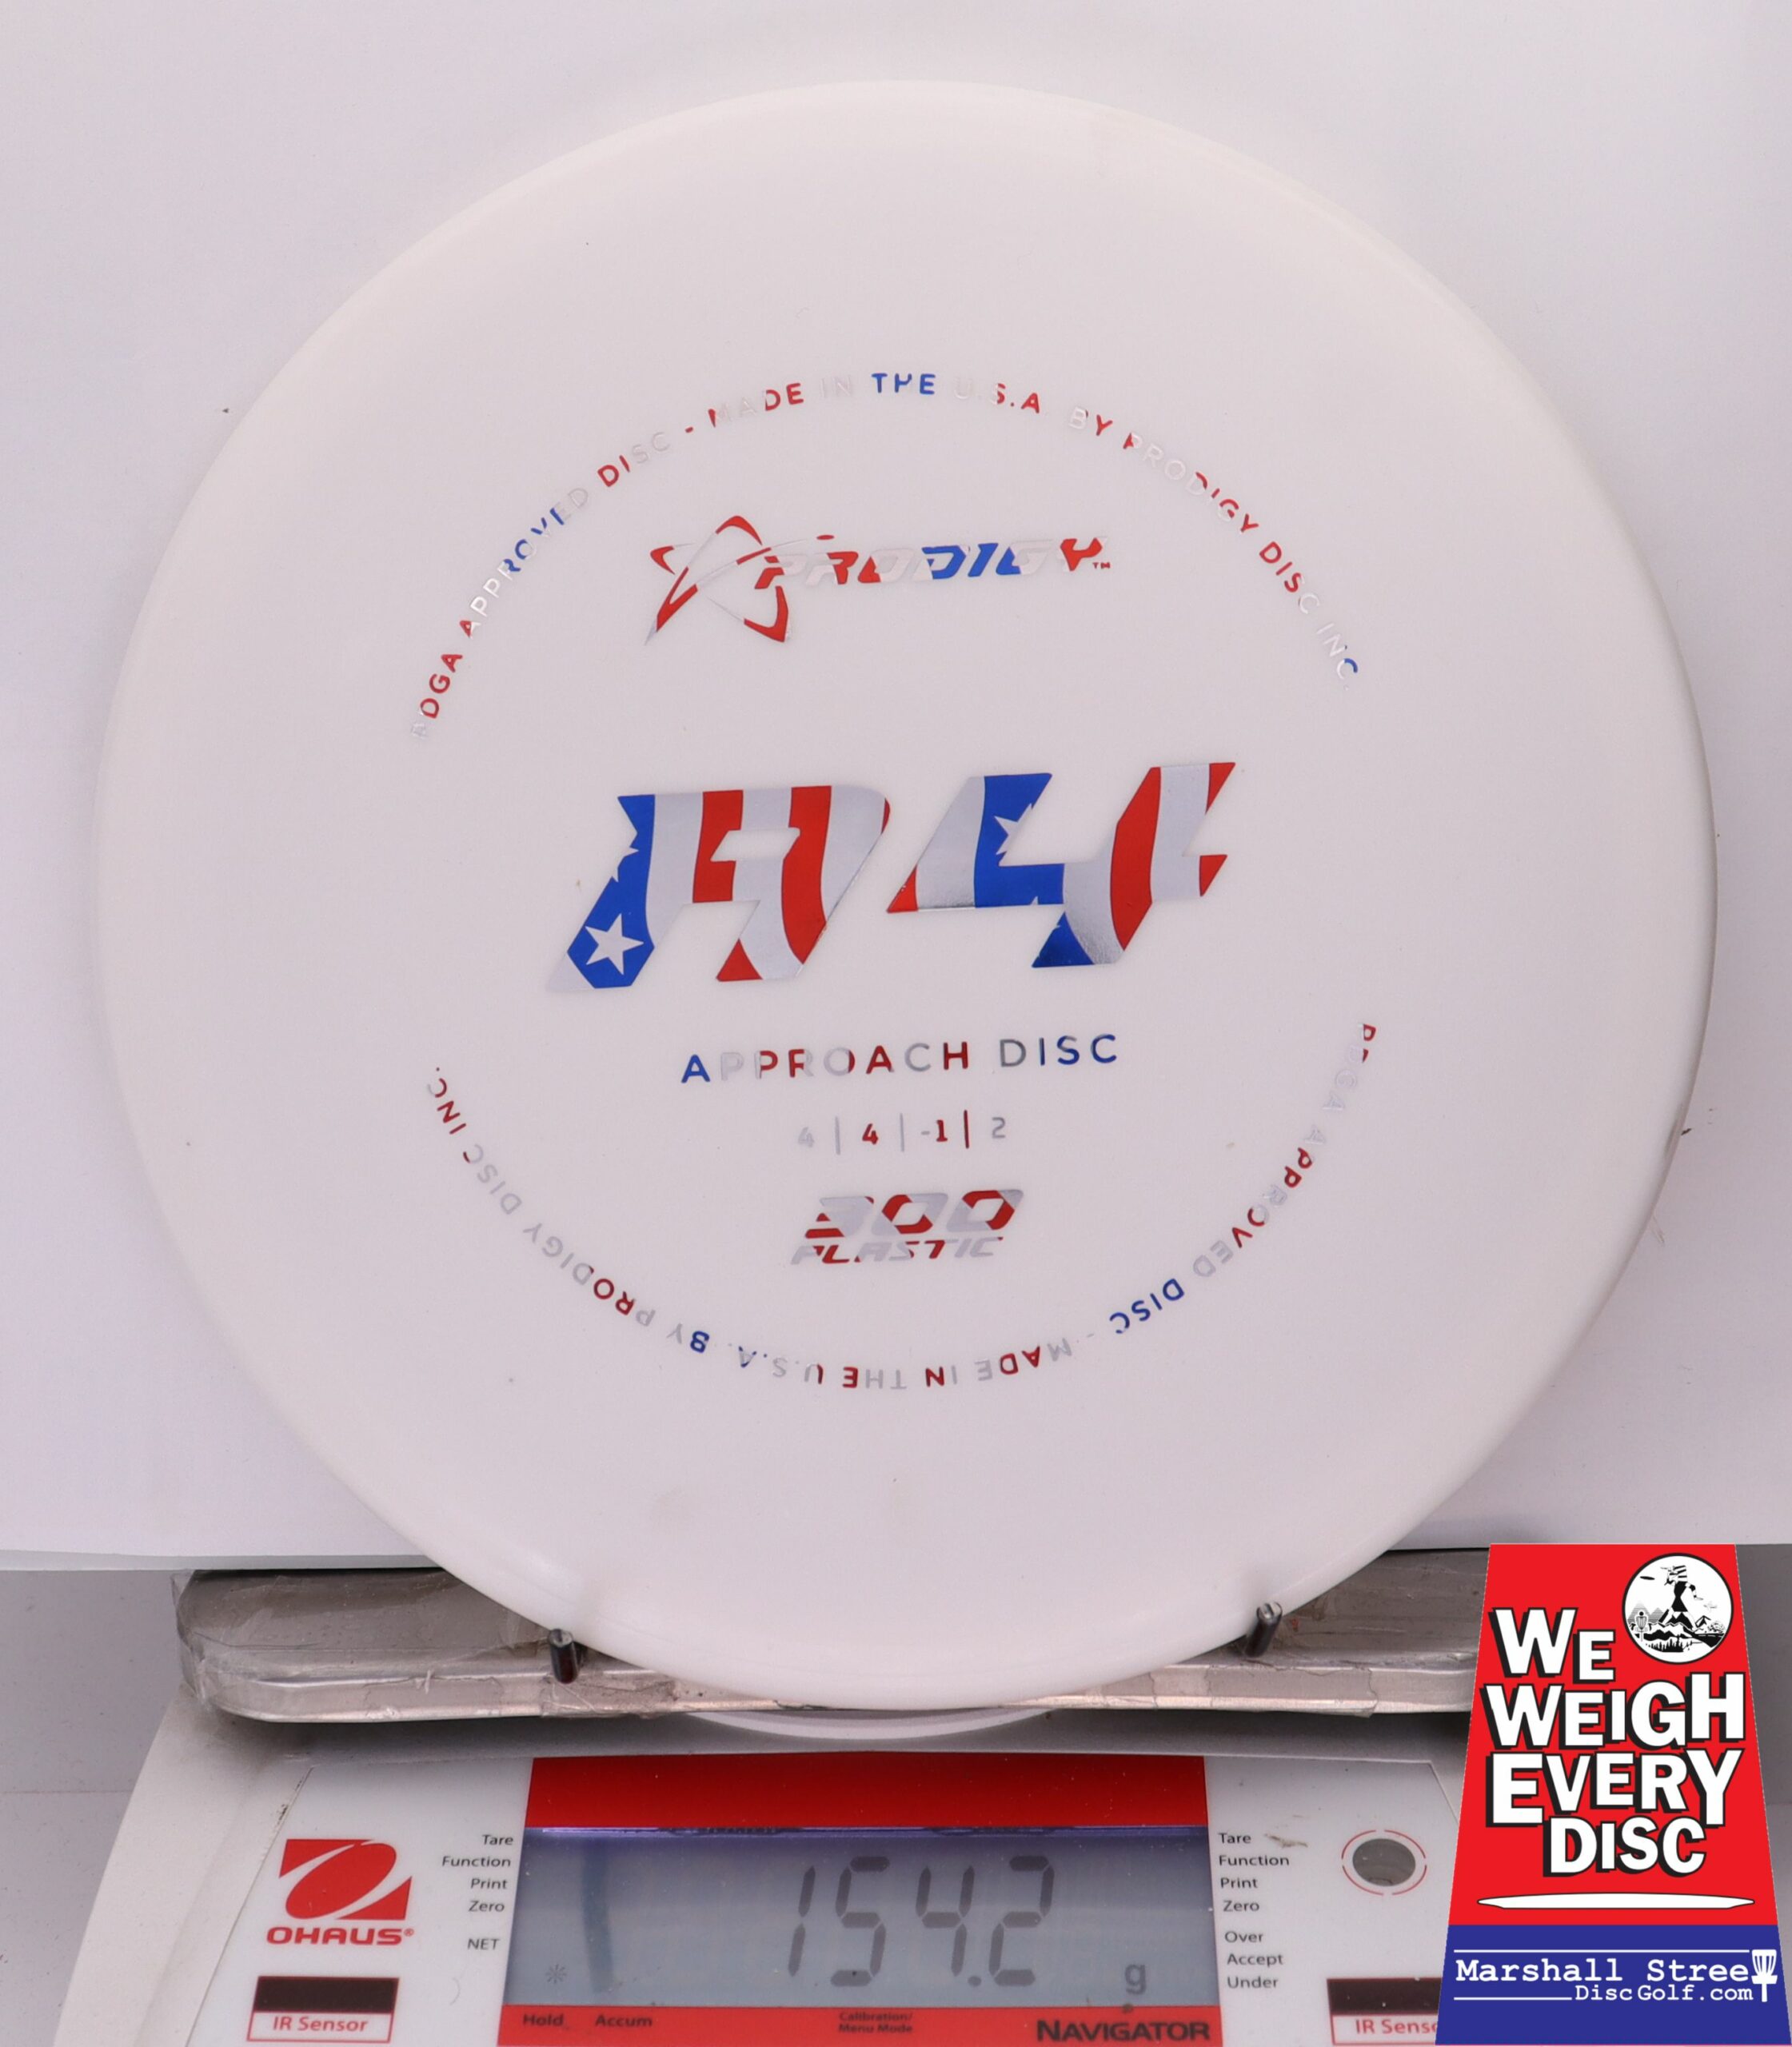 PDGA APPROVED DISC - MADE IN THE U.S.A BY PRODIGY DISC INC.
PRODIGY™
A4
APPROACH DISC
4 | 4 | -1 | 2
300
PLASTIC
PDGA APPROVED DISC - MADE IN THE U.S.A. BY PRODIGY DISC INC.
WE
WEIGH
EVERY
DISC
Marshall Stree
DiscGolf.com
OHAUS®
IR Sensor
Tare
Function
Print
Zero
NET
154.2 g
Hold Accum Calibration/
Menu Mode NAVIGATOR
Tare
Function
Print
Zero
Over
Accept
Under
IR Senso